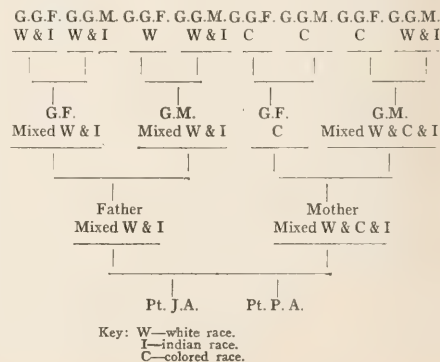 G.G.F. G.G.M. G.G.F. G.G.M. G.G.F. G.G.M. G.G.F. G.G.M.
W & I W & I W W & I C C C W & I
G.F. G.M. G.F. G.M.
Mixed W & I Mixed W & I C Mixed W & C & I
Father Mother
Mixed W & I Mixed W & C & I
Pt. J.A. Pt. P. A.
Key: W—white race.
I—indian race.
C—colored race.